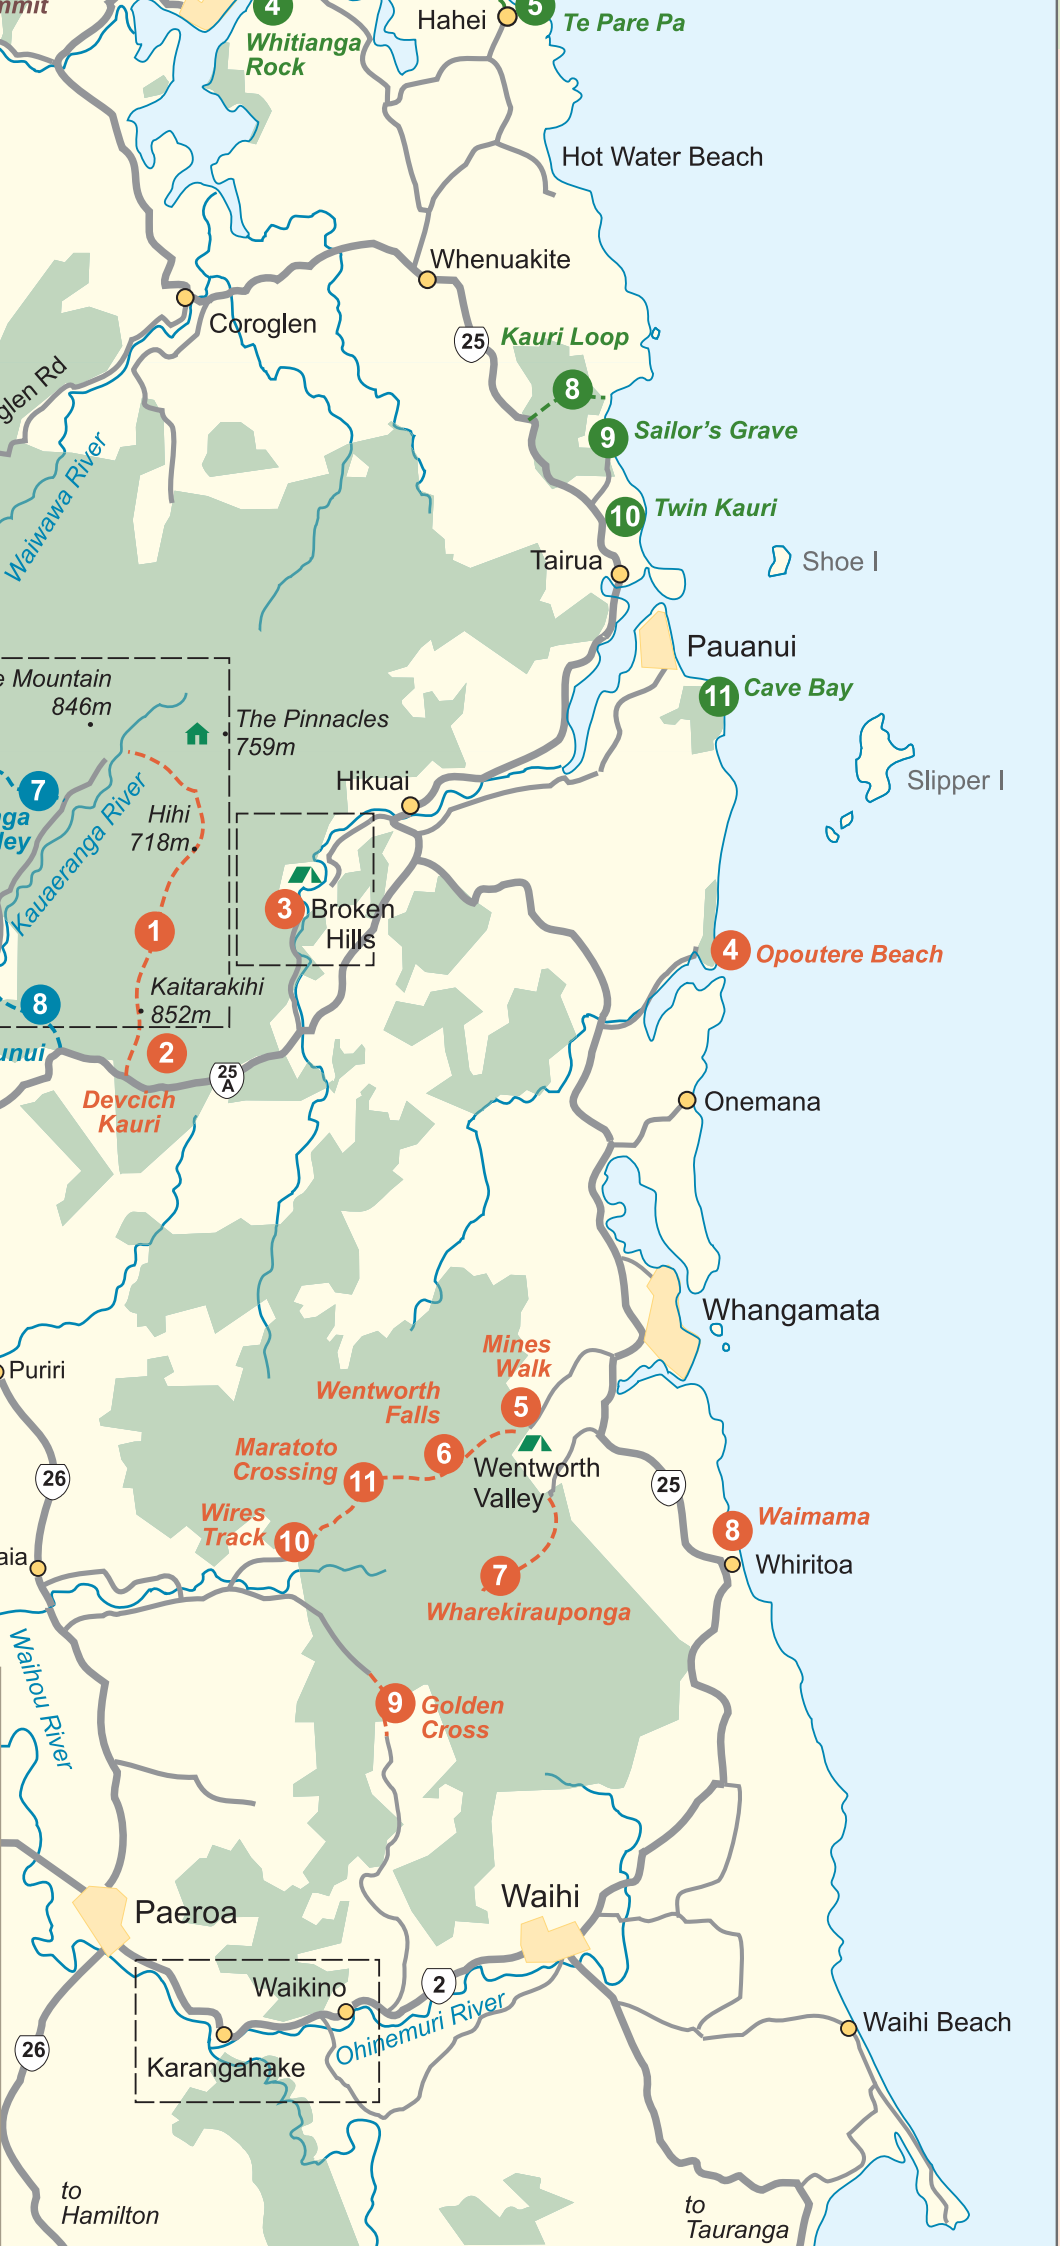 4
5
Hahei
Te Pare Pa
Whitianga
Rock
Hot Water Beach
Whenuakite
Coroglen
25
Kauri Loop
8
glen Rd
9
Sailor's Grave
Waiwawa River
10
Twin Kauri
Tairua
Shoe I
Pauanui
11
Cave Bay
Mountain
846m
The Pinnacles
759m
7
Hikuai
Slipper I
Hihi
718m
Kauaeranga River
3
Broken
Hills
1
4
Opoutere Beach
Kaitarakihi
852m
8
2
25
A
Devcich
Kauri
Onemana
Whangamata
Mines
Walk
Puriri
Wentworth
Falls
5
6
Maratoto
Crossing
11
Wentworth
Valley
26
25
Wires
Track
10
8
Waimama
Whiritoa
7
Wharekirauponga
Waihou River
9
Golden
Cross
Waihi
Paeroa
Waikino
2
Ohinemuri River
Waihi Beach
26
Karangahake
to
Hamilton
to
Tauranga